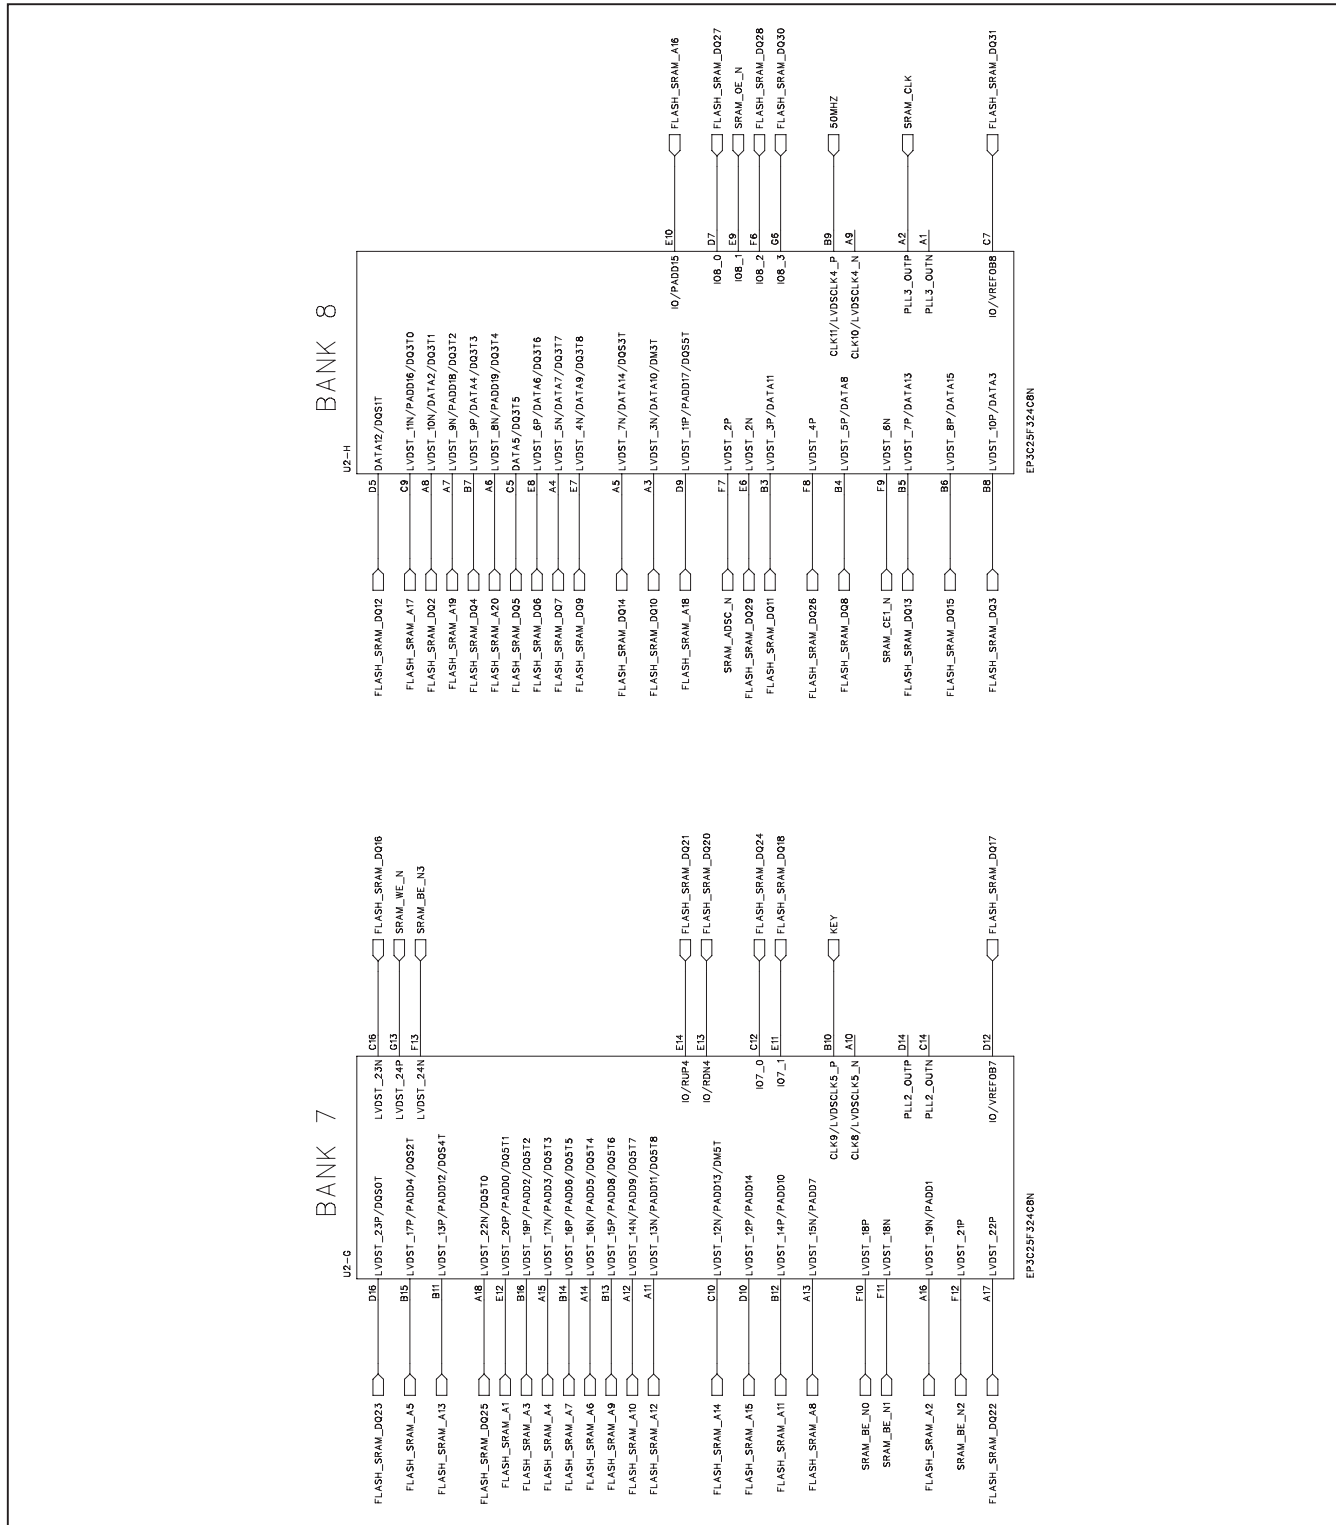 BANK 7
U2-G
FLASH_SRAM_DQ23 D16 LVDST_23P/DQS0T LVDST_23N C16 FLASH_SRAM_DQ16
LVDST_24P G13 SRAM_WE_N
FLASH_SRAM_A5 B15 LVDST_17P/PADD4/DQS2T
LVDST_24N F13 SRAM_BE_N3
FLASH_SRAM_A13 B11 LVDST_13P/PADD12/DQS4T
FLASH_SRAM_DQ25 A18 LVDST_22N/DQ5T0
FLASH_SRAM_A1 E12 LVDST_20P/PADD0/DQ5T1
FLASH_SRAM_A3 B16 LVDST_19P/PADD2/DQ5T2
FLASH_SRAM_A4 A15 LVDST_17N/PADD3/DQ5T3
FLASH_SRAM_A7 B14 LVDST_16P/PADD6/DQ5T5
FLASH_SRAM_A6 A14 LVDST_16N/PADD5/DQ5T4
FLASH_SRAM_A9 B13 LVDST_15P/PADD8/DQ5T6
FLASH_SRAM_A10 A12 LVDST_14N/PADD9/DQ5T7
FLASH_SRAM_A12 A11 LVDST_13N/PADD11/DQ5T8
IO/RUP4 E14 FLASH_SRAM_DQ21
IO/RDN4 E13 FLASH_SRAM_DQ20
FLASH_SRAM_A14 C10 LVDST_12N/PADD13/DM5T
FLASH_SRAM_A15 D10 LVDST_12P/PADD14
IO7_0 C12 FLASH_SRAM_DQ24
FLASH_SRAM_A11 B12 LVDST_14P/PADD10 IO7_1 E11 FLASH_SRAM_DQ18
FLASH_SRAM_A8 A13 LVDST_15N/PADD7
CLK9/LVDSCLK5_P B10 KEY
CLK8/LVDSCLK5_N A10
SRAM_BE_N0 F10 LVDST_18P
SRAM_BE_N1 F11 LVDST_18N
PLL2_OUTP D14
FLASH_SRAM_A2 A16 LVDST_19N/PADD1 PLL2_OUTN C14
SRAM_BE_N2 F12 LVDST_21P
FLASH_SRAM_DQ22 A17 LVDST_22P IO/VREF0B7 D12 FLASH_SRAM_DQ17
EP3C25F324C8N
BANK 8
U2-H
FLASH_SRAM_DQ12 D5 DATA12/DQS1T
FLASH_SRAM_A17 C9 LVDST_11N/PADD16/DQ3T0
FLASH_SRAM_DQ2 A8 LVDST_10N/DATA2/DQ3T1
FLASH_SRAM_A19 A7 LVDST_9N/PADD18/DQ3T2
FLASH_SRAM_DQ4 B7 LVDST_9P/DATA4/DQ3T3
FLASH_SRAM_A20 A6 LVDST_8N/PADD19/DQ3T4
FLASH_SRAM_DQ5 C5 DATA5/DQ3T5
FLASH_SRAM_DQ6 E8 LVDST_6P/DATA6/DQ3T6
FLASH_SRAM_DQ7 A4 LVDST_5N/DATA7/DQ3T7
FLASH_SRAM_DQ9 E7 LVDST_4N/DATA9/DQ3T8
FLASH_SRAM_DQ14 A5 LVDST_7N/DATA14/DQS3T
FLASH_SRAM_DQ10 A3 LVDST_3N/DATA10/DM3T
IO/PADD15 E10 FLASH_SRAM_A16
FLASH_SRAM_A18 D9 LVDST_11P/PADD17/DQS5T
IO8_0 D7 FLASH_SRAM_DQ27
SRAM_ADSC_N F7 LVDST_2P
IO8_1 E9 SRAM_OE_N
FLASH_SRAM_DQ29 E6 LVDST_2N
IO8_2 F6 FLASH_SRAM_DQ28
FLASH_SRAM_DQ11 B3 LVDST_3P/DATA11
IO8_3 G6 FLASH_SRAM_DQ30
FLASH_SRAM_DQ26 F8 LVDST_4P
CLK11/LVDSCLK4_P B9 50MHZ
FLASH_SRAM_DQ8 B4 LVDST_5P/DATA8
CLK10/LVDSCLK4_N A9
SRAM_CE1_N F9 LVDST_6N
FLASH_SRAM_DQ13 B5 LVDST_7P/DATA13 PLL3_OUTP A2 SRAM_CLK
PLL3_OUTN A1
FLASH_SRAM_DQ15 B6 LVDST_8P/DATA15
FLASH_SRAM_DQ3 B8 LVDST_10P/DATA3 IO/VREF0B8 C7 FLASH_SRAM_DQ31
EP3C25F324C8N